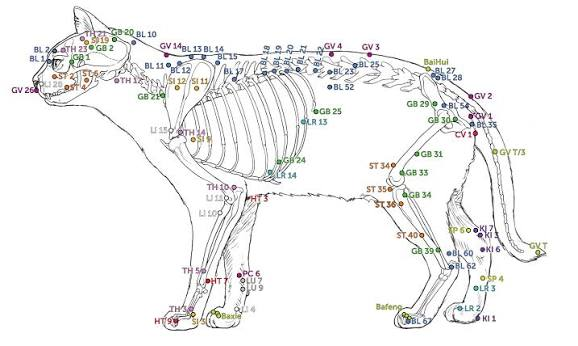 GB 20
TH 21
SI 19
BL 10
BL 2
TH 23
GB 2
GV 14
BL 13
BL 14
GV 4
GV 3
BL 1
GB 1
BL 11
BL 12
BL 15
BL 17
BL 18
BL 19
BL 20
BL 21
BL 22
BL 23
BL 25
BaiHui
BL 27
BL 28
ST 2
SI 12
SI 11
BL 52
GV 26
LI 20
ST 4
TH 17
GB 21
GV 2
GB 29
BL 54
GB 25
LR 13
GB 30
GV 1
BL 35
LI 15
TH 14
CV 1
SI 9
GV T/3
GB 31
GB 24
ST 34
LR 14
GB 33
TH 10
ST 35
LI 11
HT 3
GB 34
ST 36
LI 10
SP 6
KI 7
KI 3
ST 40
GV T
GB 39
BL 60
KI 6
TH 5
PC 6
BL 62
HT 7
LI 7
LU 9
SP 4
LR 3
TH 3
LI 4
Bafeng
LR 2
HT 9
SI 3
Baxie
BL 67
KI 1